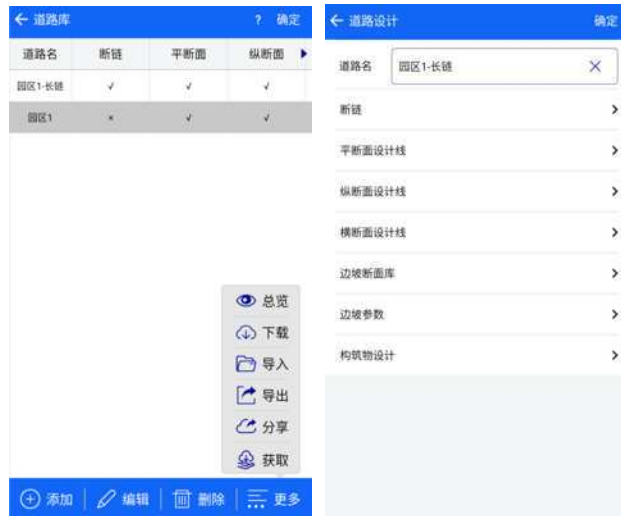 道路库 ? 确定
道路名 断链 平断面 纵断面
园区1-长链 √ √ √
园区1 × √ √
总览
下载
导入
导出
分享
获取
添加 编辑 删除 更多
道路设计 确定
道路名 园区1-长链
断链
平断面设计线
纵断面设计线
横断面设计线
边坡断面库
边坡参数
构筑物设计